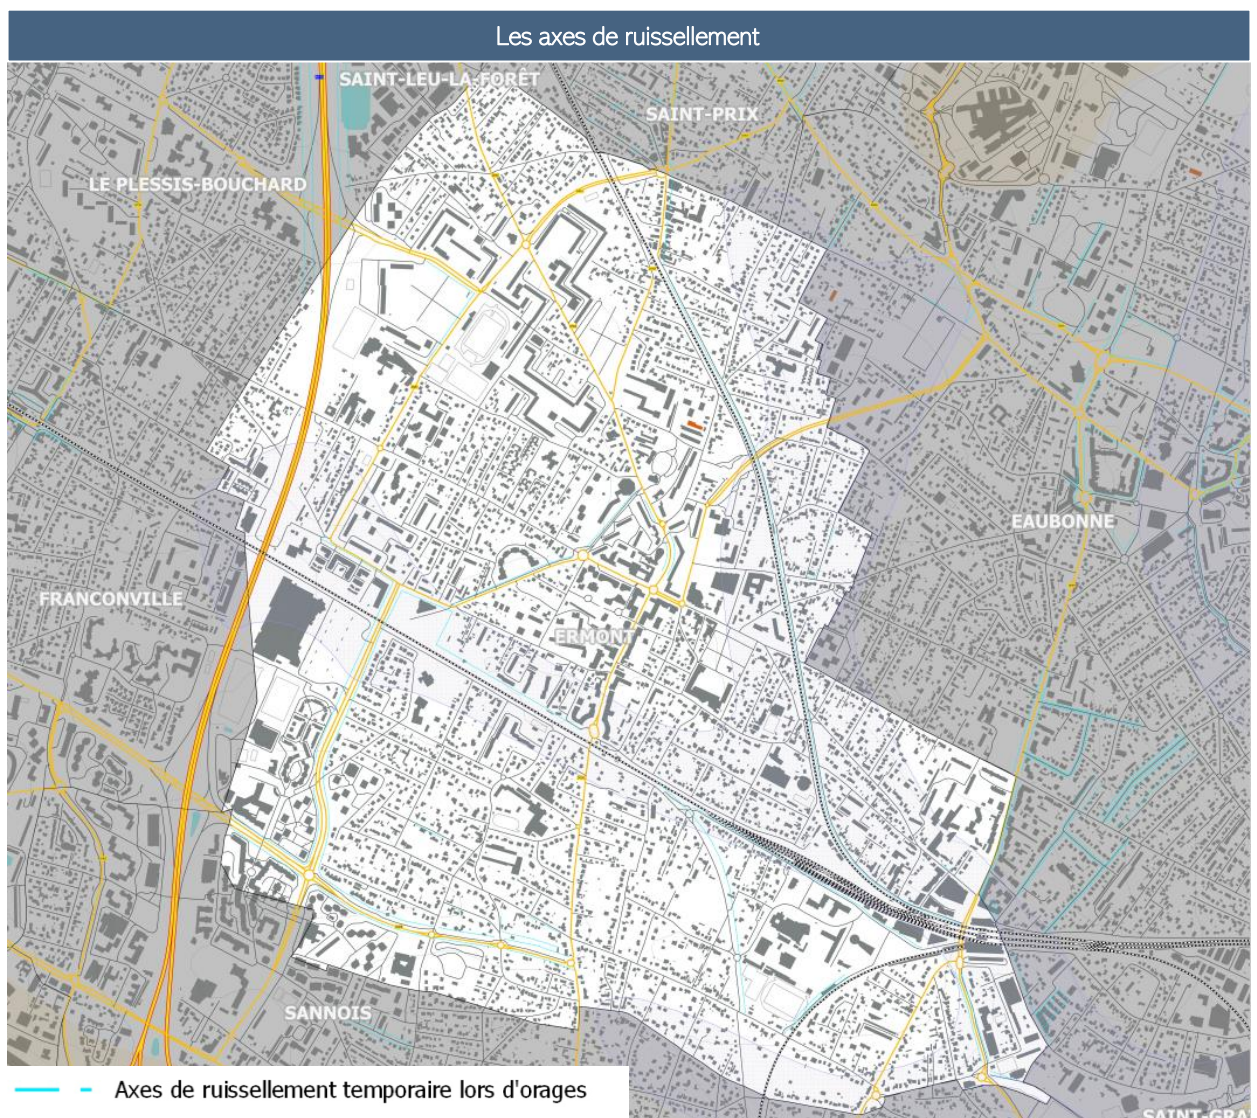 Les axes de ruissellement
SAINT-LEU-LA-FORÊT
SAINT-PRIX
LE PLESSIS-BOUCHARD
EAUBONNE
FRANCONVILLE
ERMONT
SANNOIS
Axes de ruissellement temporaire lors d'orages